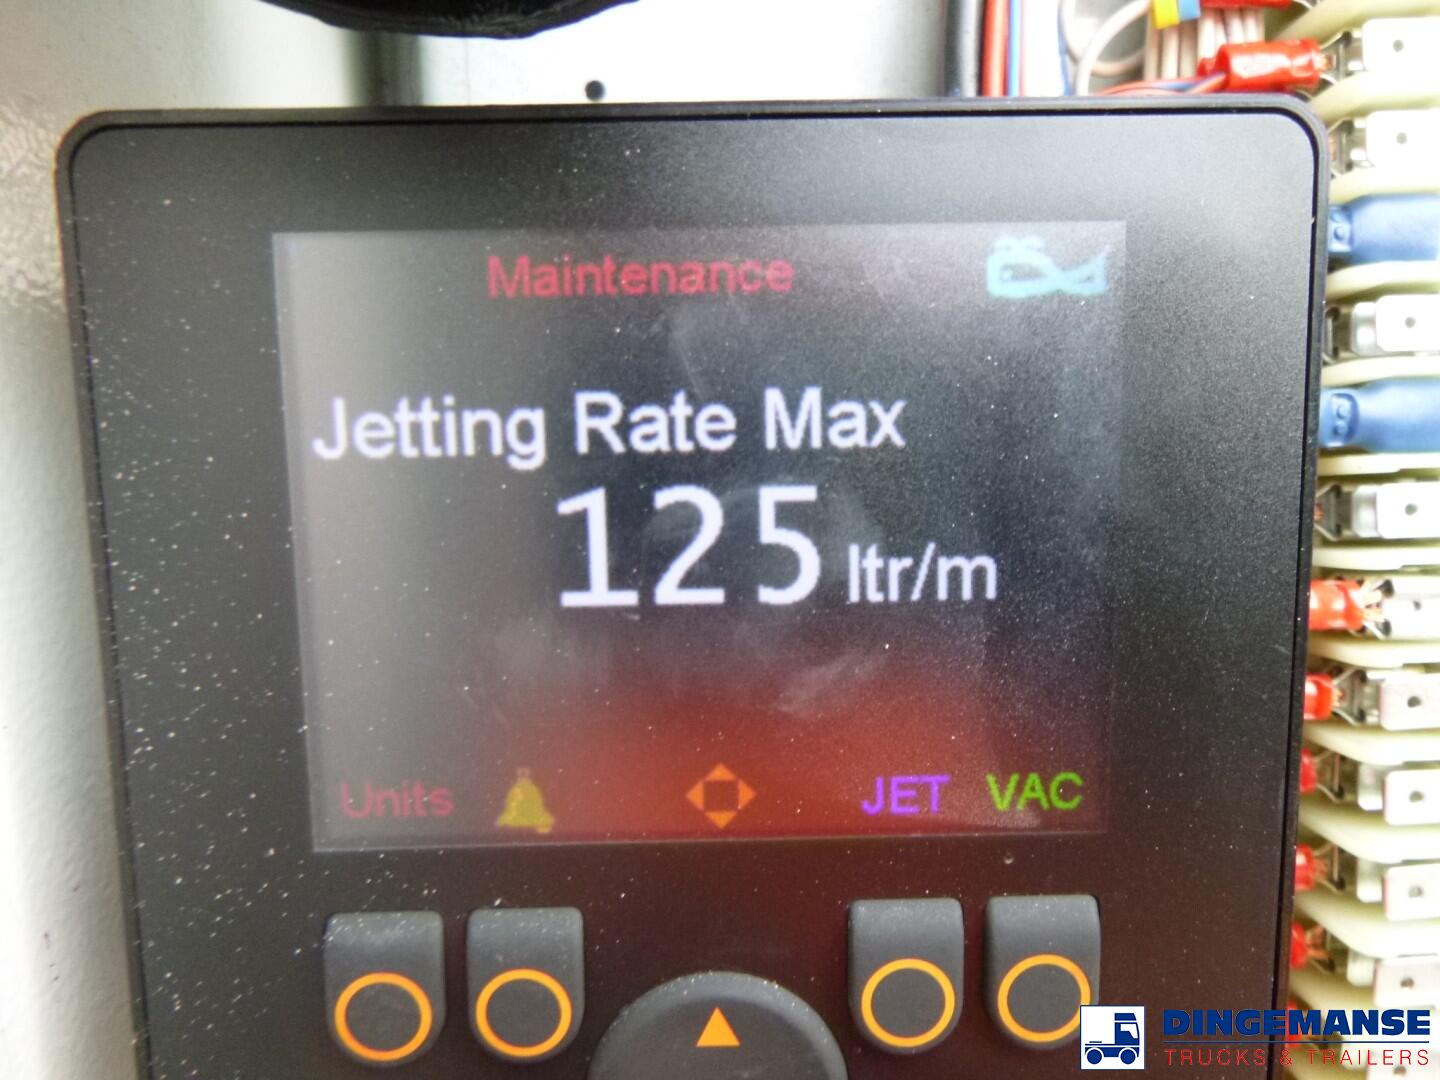 Maintenance
Jetting Rate Max
125 ltr/m
Units JET VAC
DINGEMANSE
TRUCKS & TRAILERS